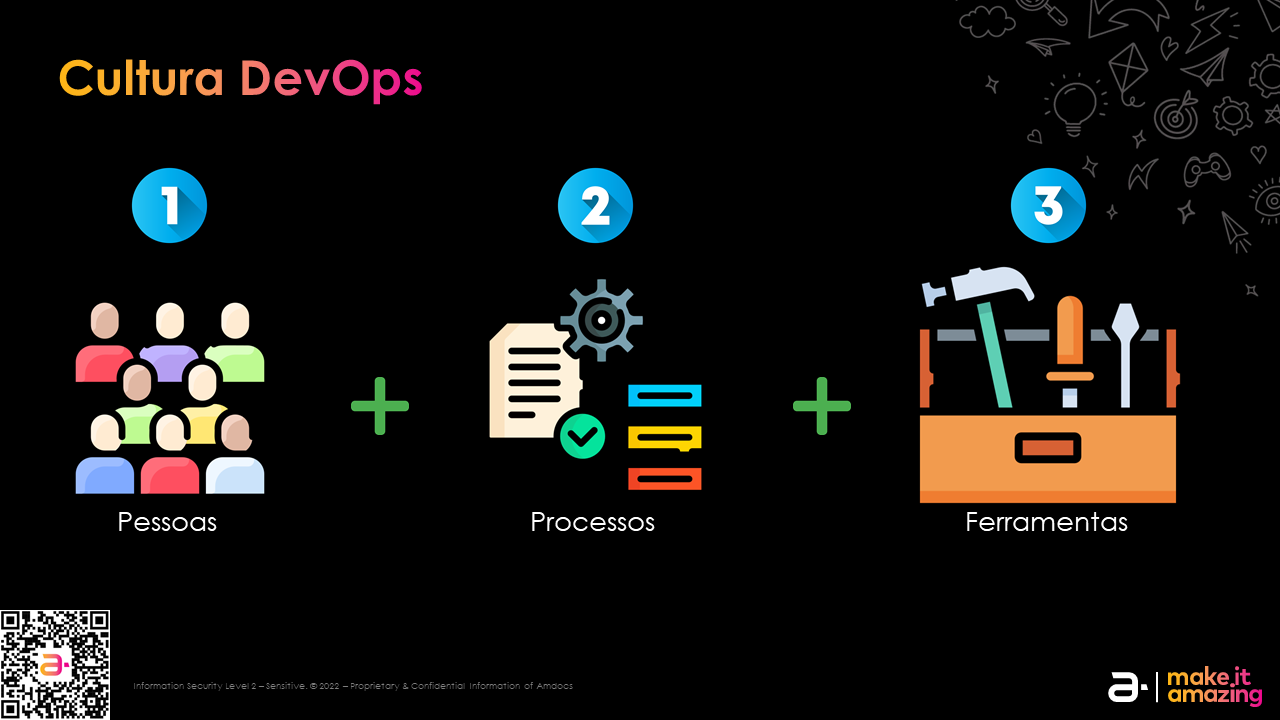 Cultura DevOps
1
2
3
Pessoas
Processos
Ferramentas
Information Security Level 2 – Sensitive. © 2022 – Proprietary & Confidential Information of Amdocs
a
make it
amazing